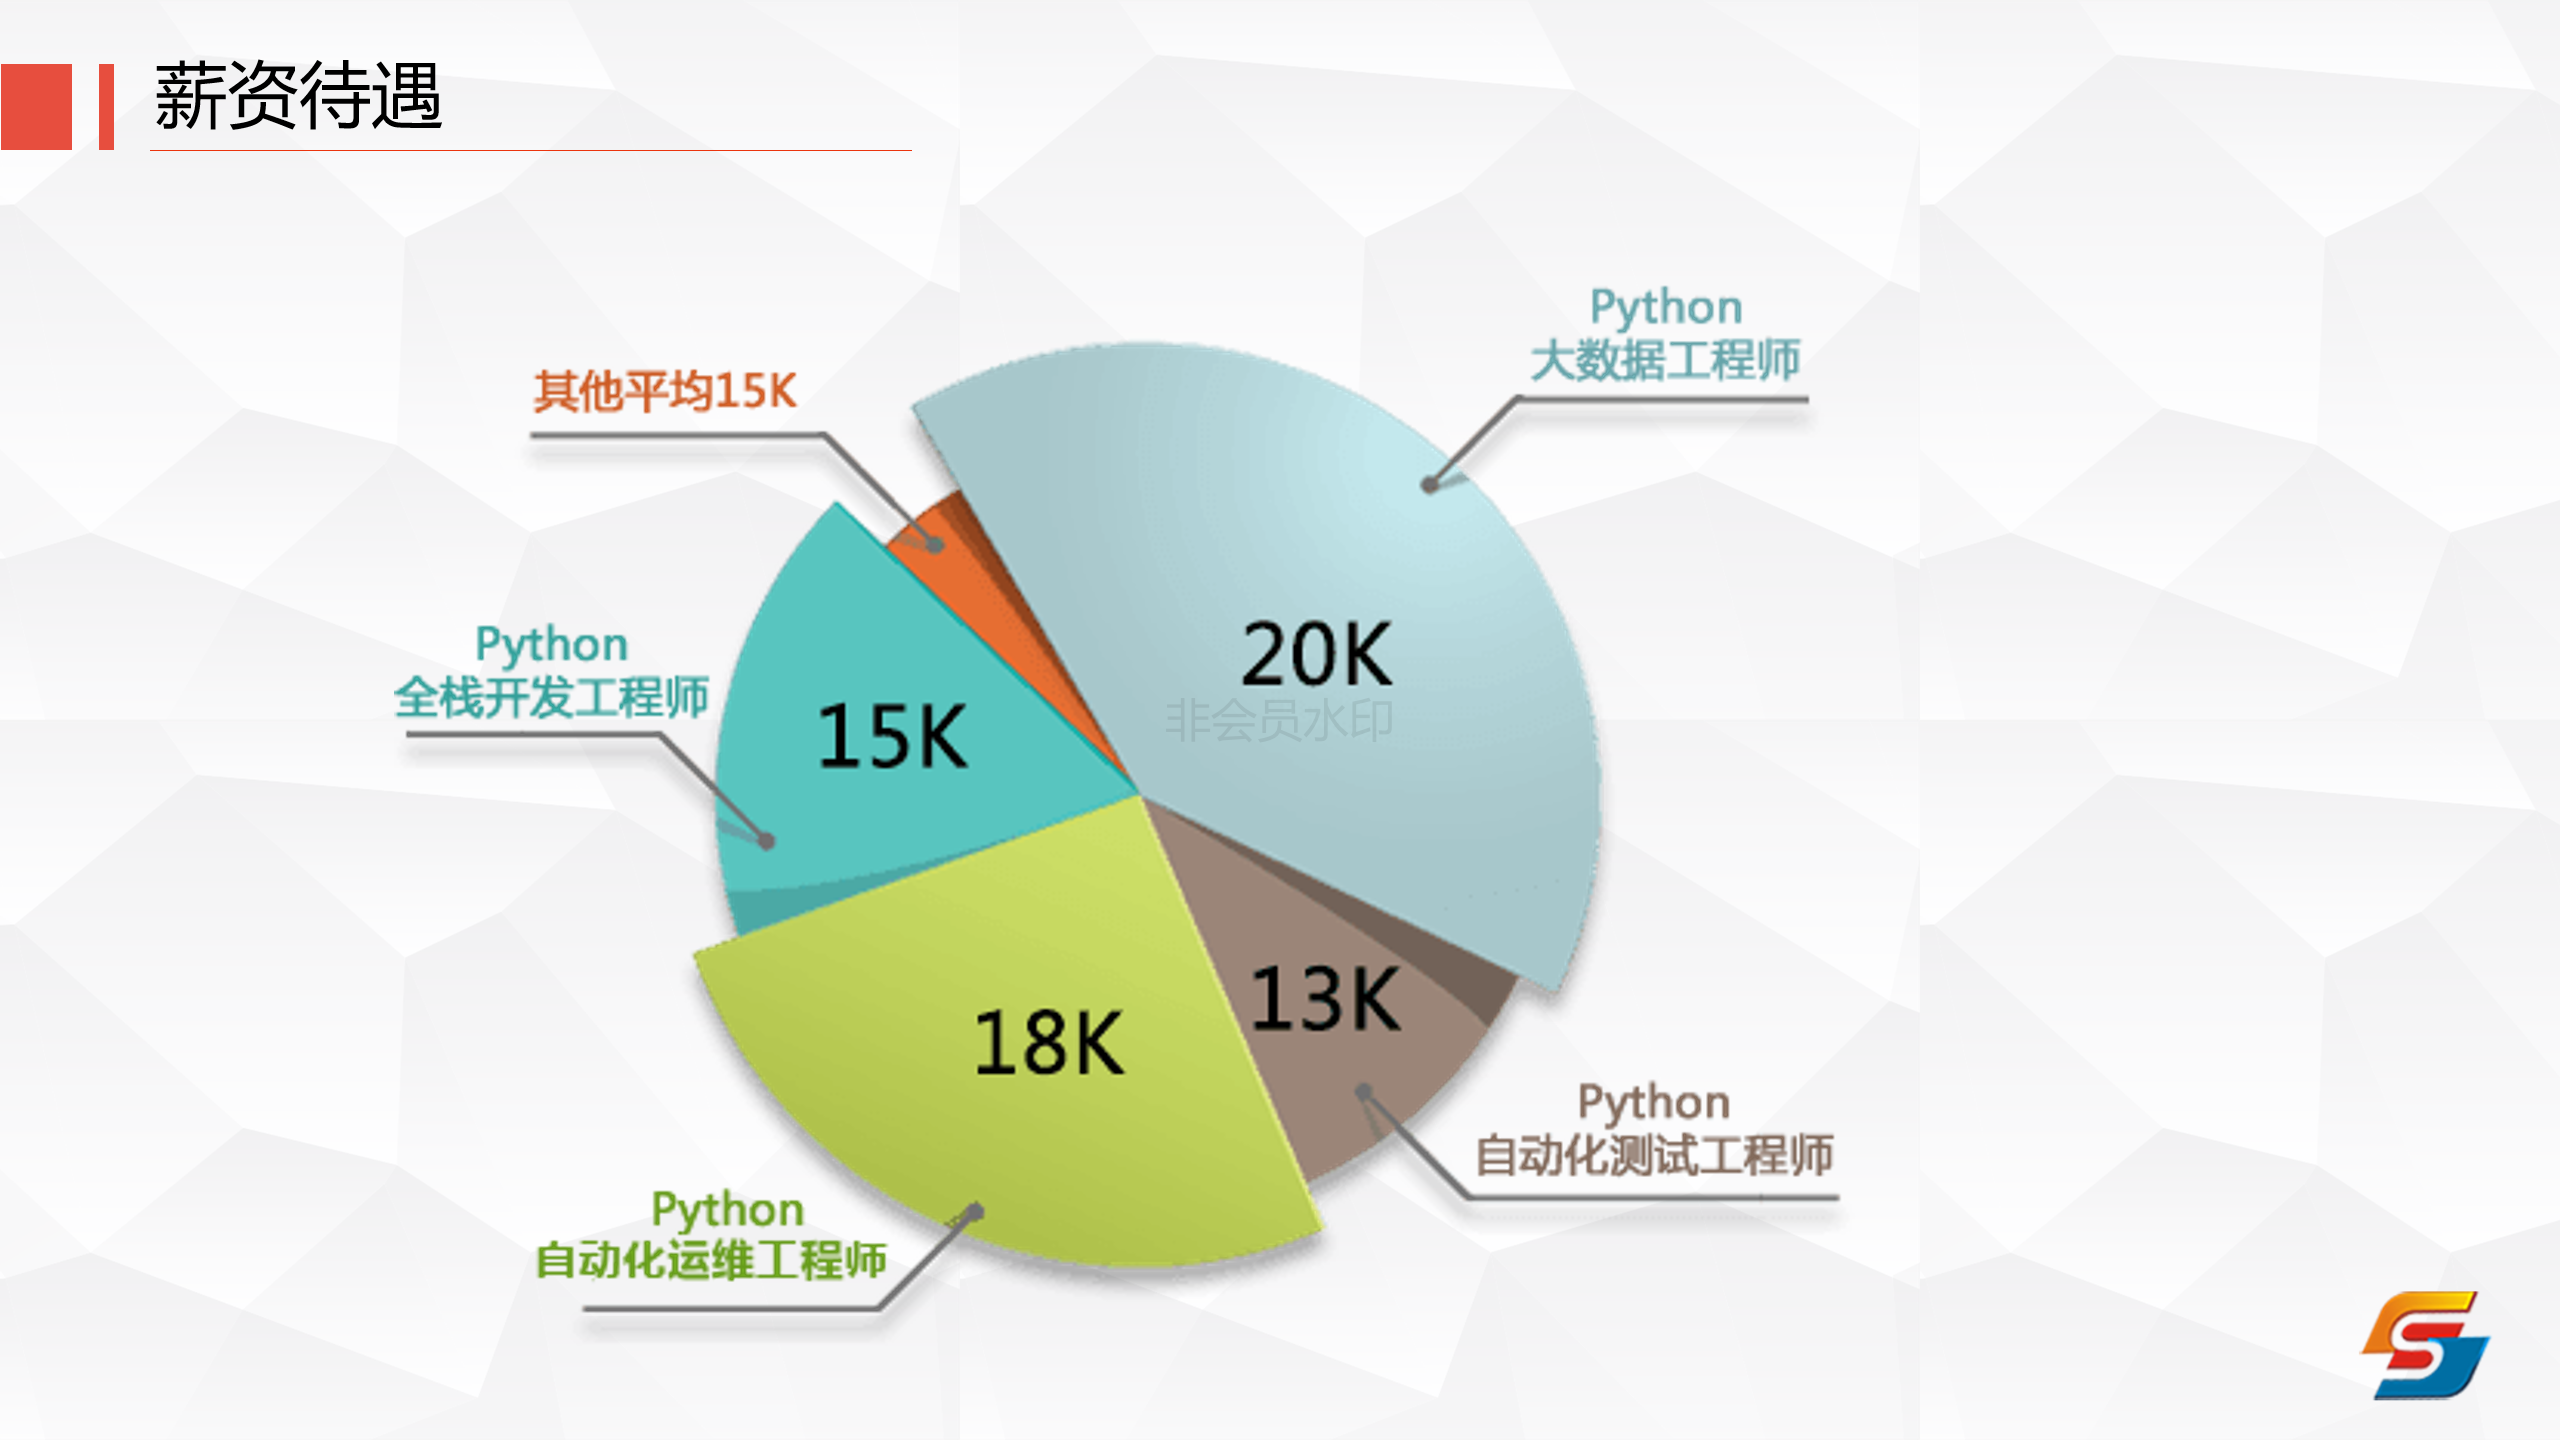 薪资待遇
Python
大数据工程师
其他平均15K
20K
Python
全栈开发工程师
15K
非会员水印
13K
18K
Python
自动化测试工程师
Python
自动化运维工程师